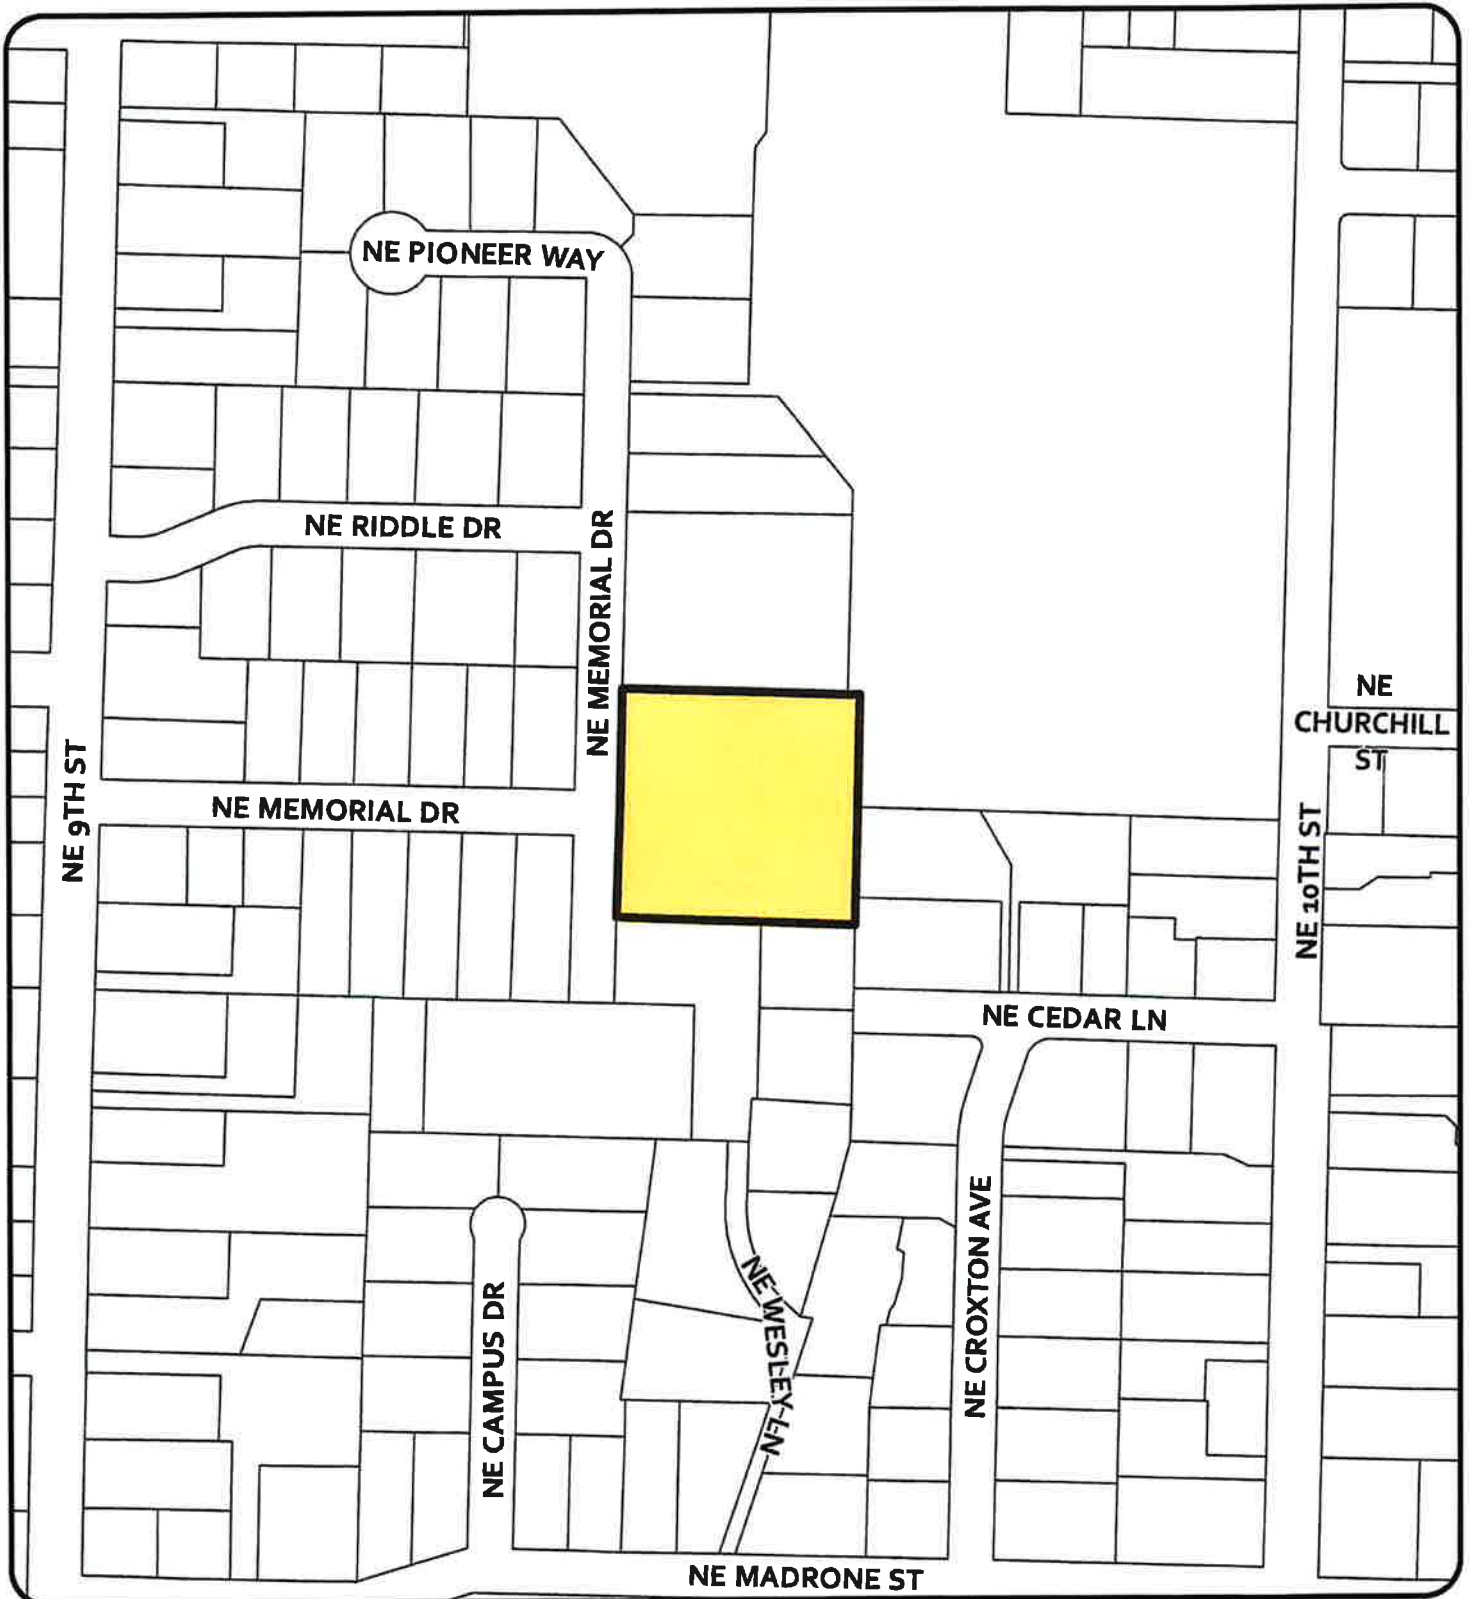 NE PIONEER WAY
NE RIDDLE DR
NE MEMORIAL DR
NE
CHURCHILL
ST
NE 9TH ST
NE MEMORIAL DR
NE 10TH ST
NE CEDAR LN
NE CROXTON AVE
NE WESLEY LN
NE CAMPUS DR
NE MADRONE ST